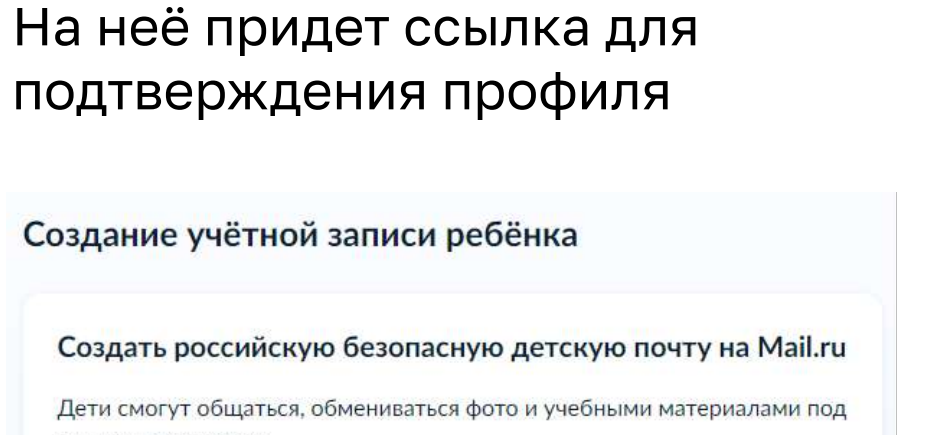 На неё придет ссылка для
подтверждения профиля
Создание учётной записи ребёнка
Создать российскую безопасную детскую почту на Mail.ru
Дети смогут общаться, обмениваться фото и учебными материалами под